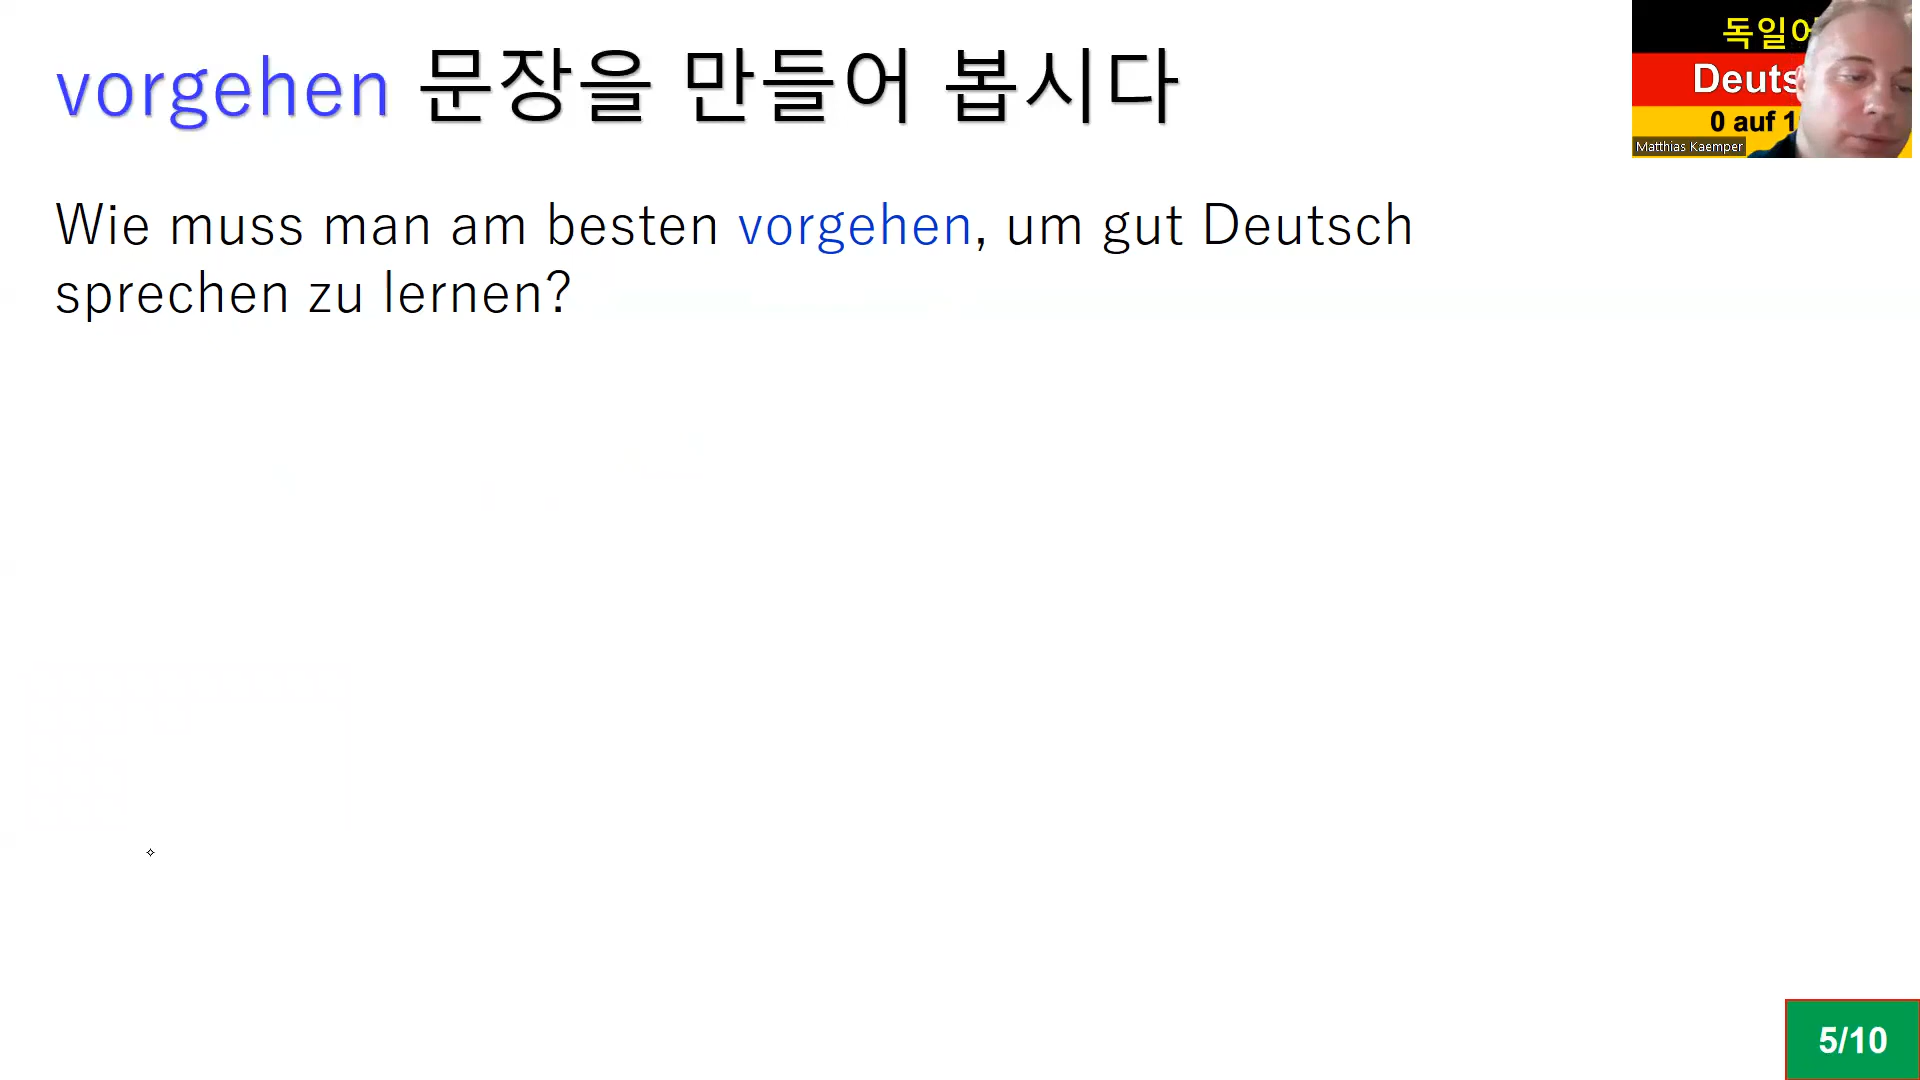 vorgehen 문장을 만들어 봅시다
Wie muss man am besten vorgehen, um gut Deutsch
sprechen zu lernen?
독일어
Deuts
0 auf 1
Matthias Kaemper
5/10